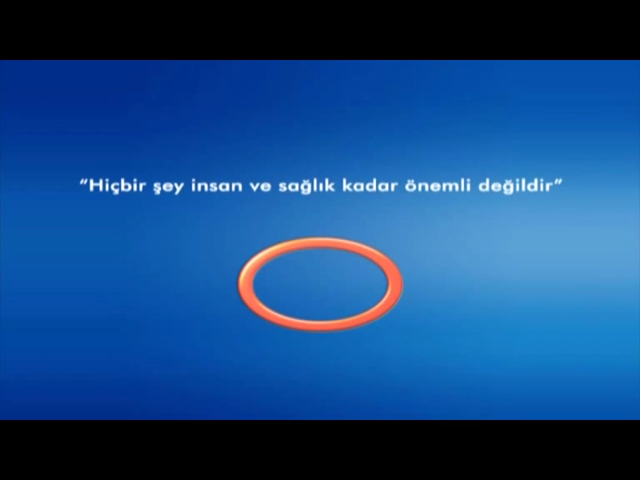 “Hiçbir şey insan ve sağlık kadar önemli değildir”